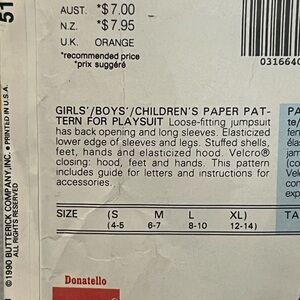 AUST. *$7.00
N.Z. *$7.95
U.K. ORANGE
*recommended price
*prix suggéré
0316640
GIRLS'/BOYS'/CHILDREN'S PAPER PAT-
TERN FOR PLAYSUIT Loose-fitting jumpsuit
has back opening and long sleeves. Elasticized
lower edge of sleeves and legs. Stuffed shells,
feet, hands and elasticized hood. Velcro®
closing: hood, feet and hands. This pattern
includes guide for letters and instructions for
accessories.
SIZE (S M L XL)
(4-5 6-7 8-10 12-14)
Donatello
©1990 BUTTERICK COMPANY, INC. • PRINTED IN U.S.A.
ALL RIGHTS RESERVED
51
PA
TA